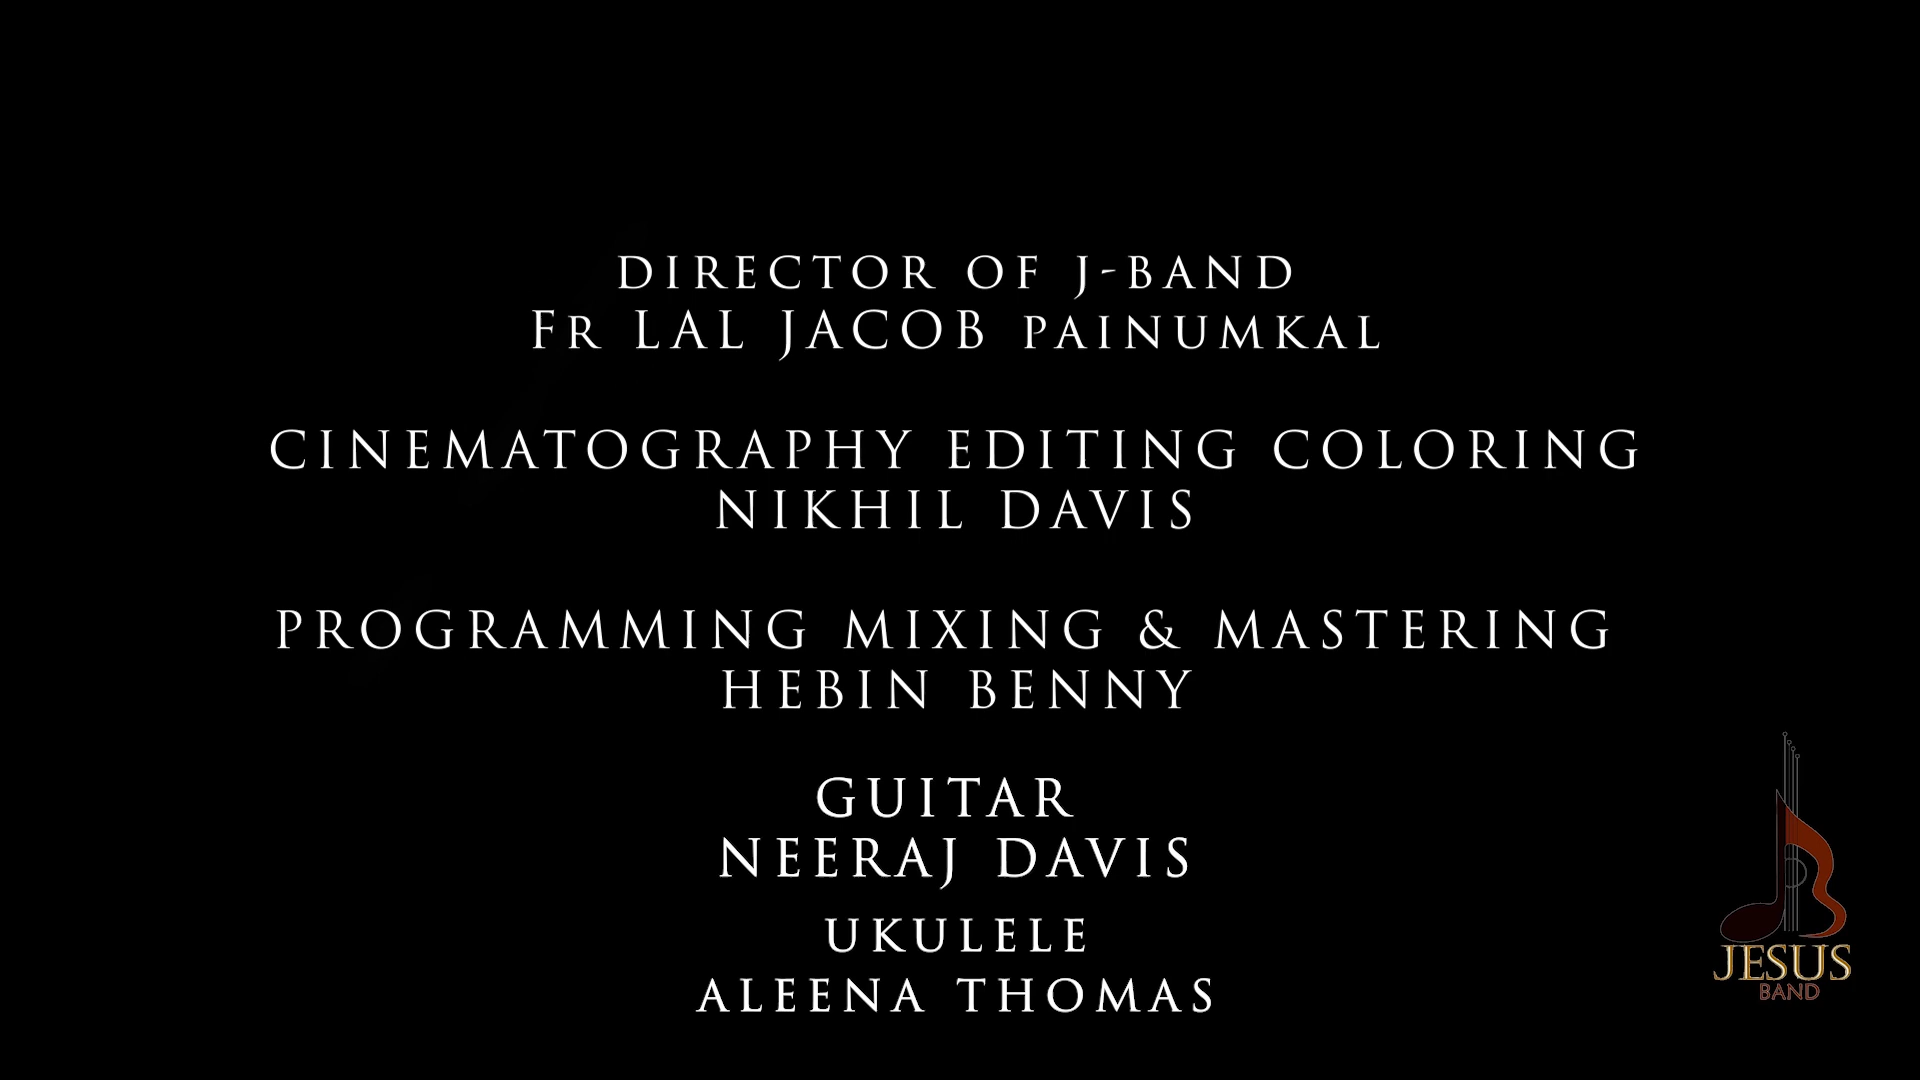 DIRECTOR OF J-BAND
Fr LAL JACOB PAINUMKAL
CINEMATOGRAPHY EDITING COLORING
NIKHIL DAVIS
PROGRAMMING MIXING & MASTERING
HEBIN BENNY
GUITAR
NEERAJ DAVIS
UKULELE
ALEENA THOMAS
JESUS
BAND